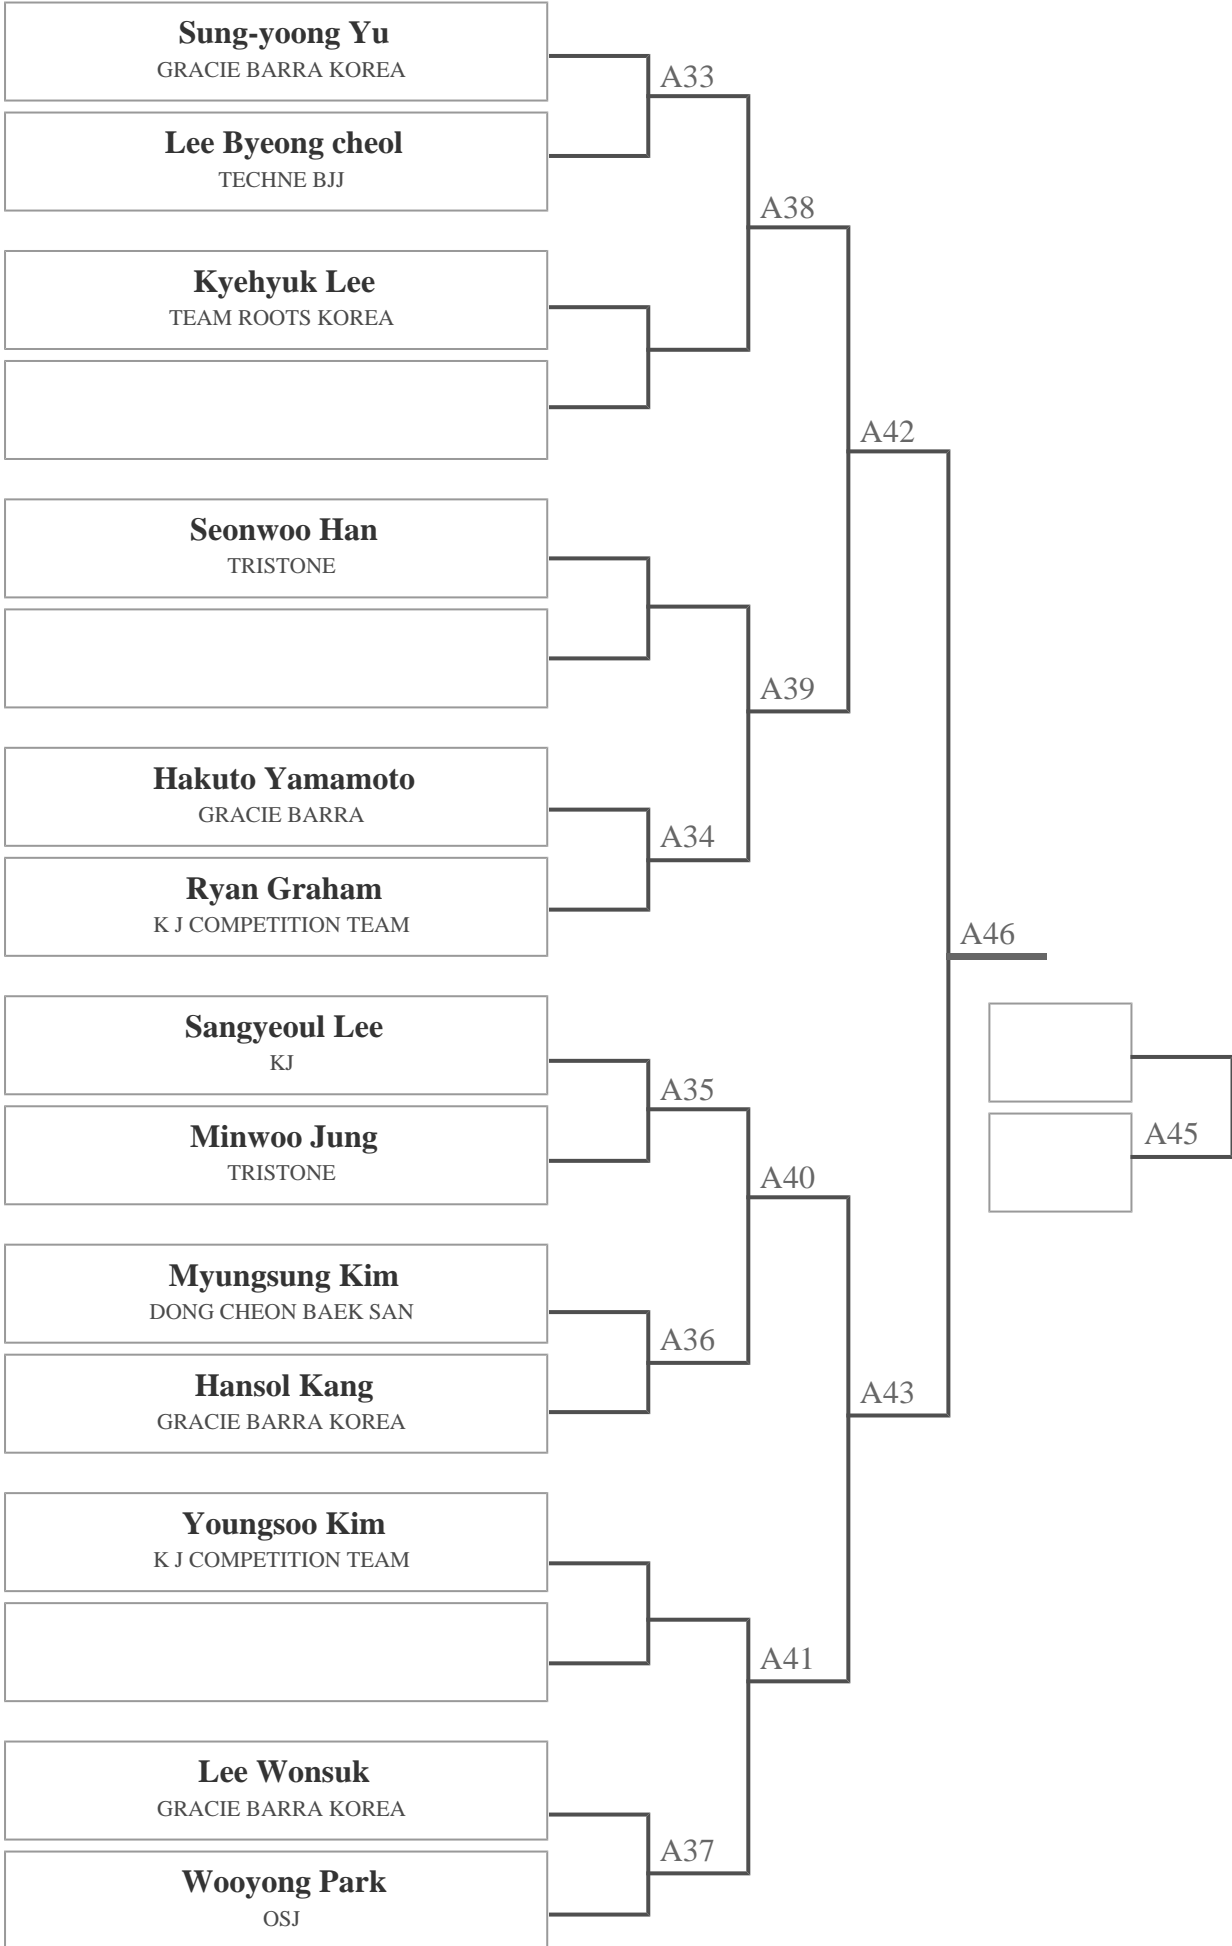 Sung-yoong Yu
GRACIE BARRA KOREA
A33
Lee Byeong cheol
TECHNE BJJ
A38
Kyehyuk Lee
TEAM ROOTS KOREA
A42
Seonwoo Han
TRISTONE
A39
Hakuto Yamamoto
GRACIE BARRA
A34
Ryan Graham
K J COMPETITION TEAM
A46
Sangyeoul Lee
KJ
A35
Minwoo Jung
TRISTONE
A45
A40
Myungsung Kim
DONG CHEON BAEK SAN
A36
Hansol Kang
GRACIE BARRA KOREA
A43
Youngsoo Kim
K J COMPETITION TEAM
A41
Lee Wonsuk
GRACIE BARRA KOREA
A37
Wooyong Park
OSJ